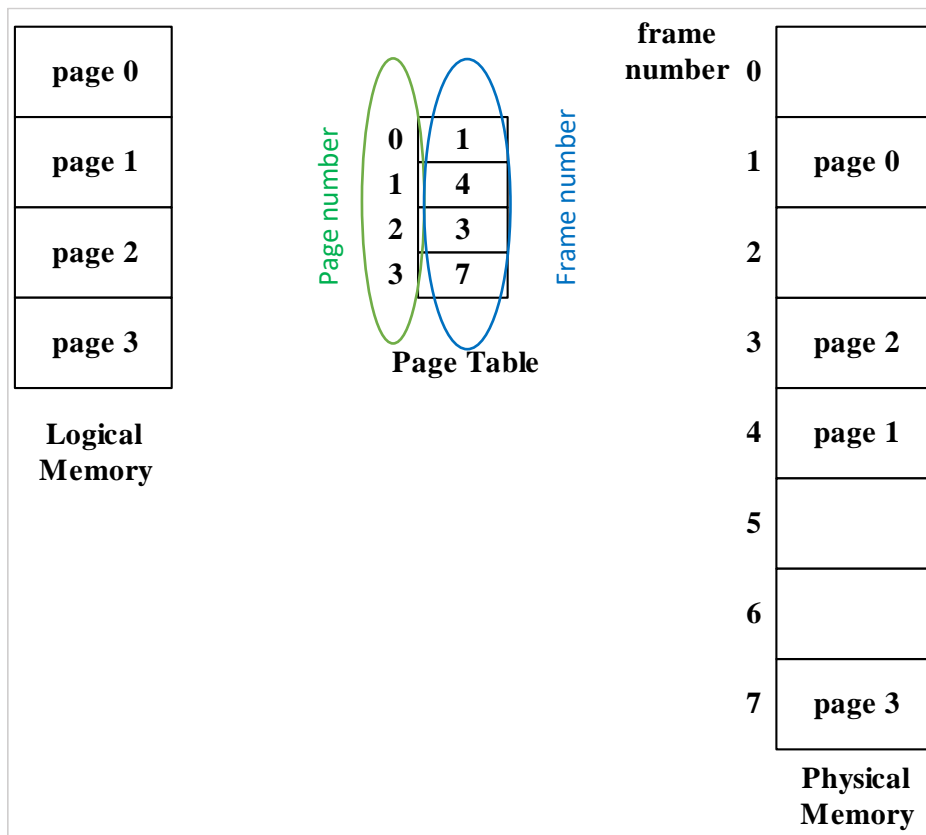 page 0
page 1
page 2
page 3
Logical
Memory
Page number
0 1
1 4
2 3
3 7
Frame number
Page Table
frame
number
0
1 page 0
2
3 page 2
4 page 1
5
6
7 page 3
Physical
Memory